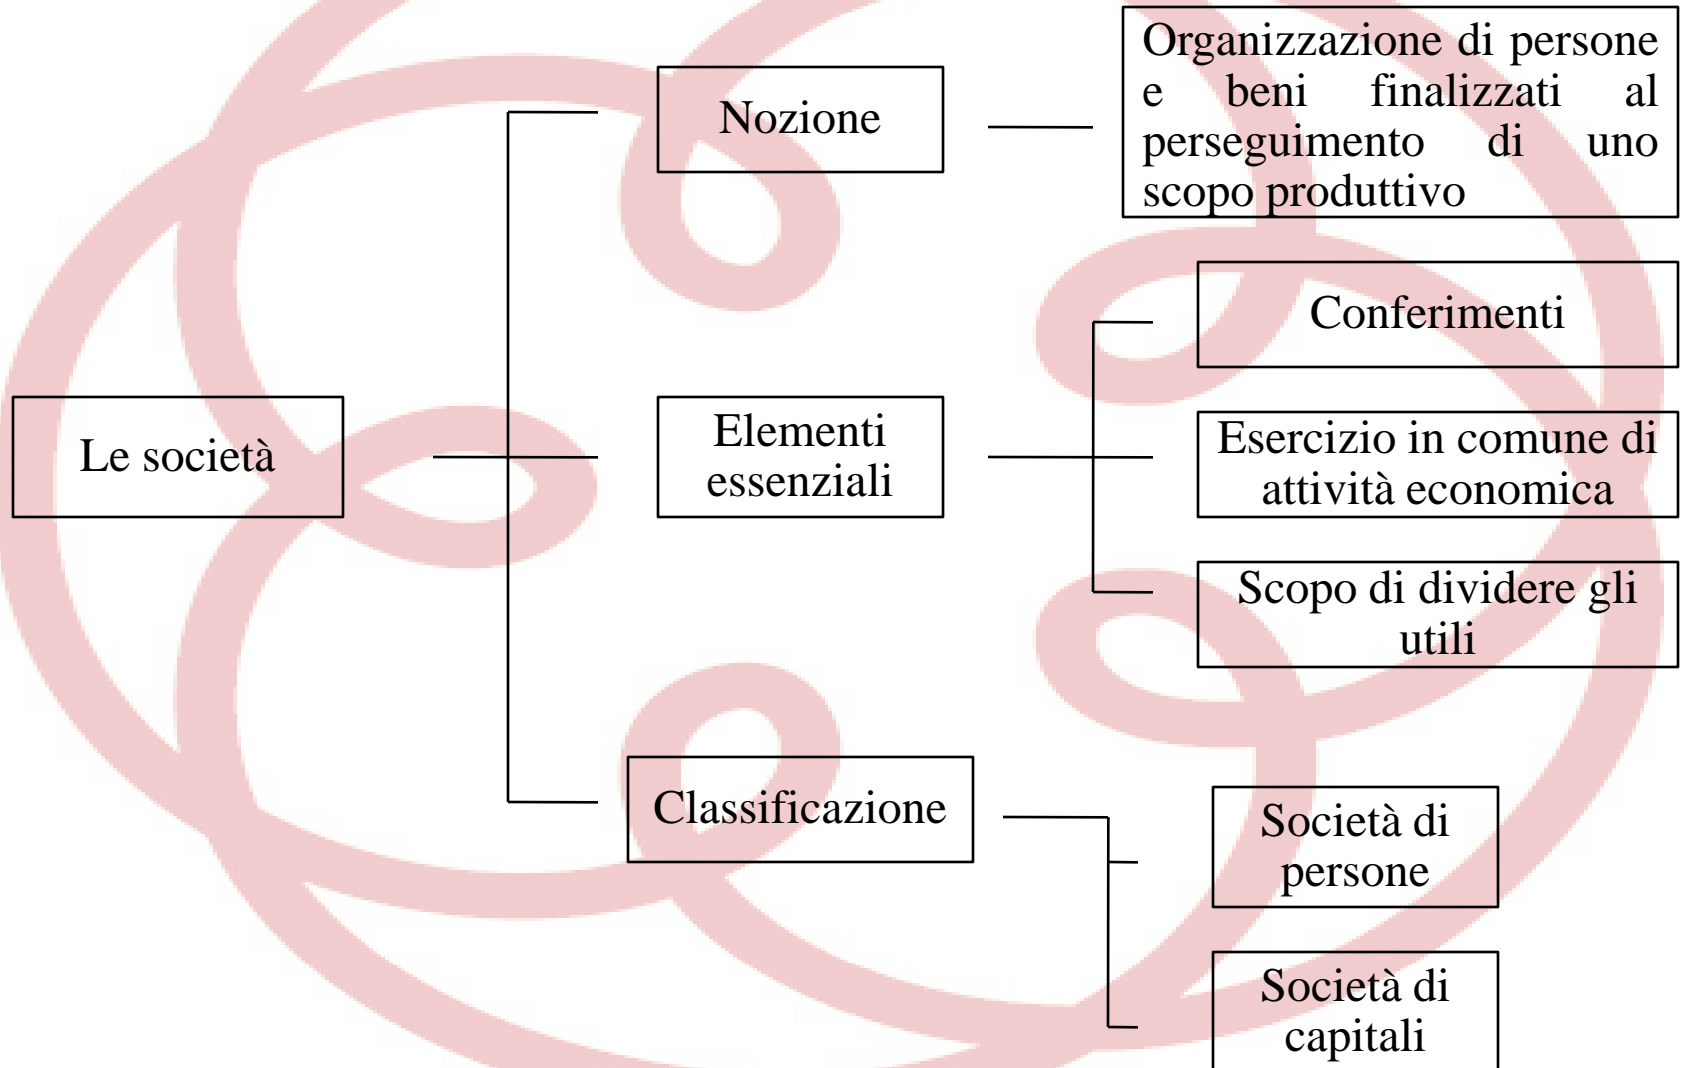 Le società
Nozione
Organizzazione di persone
e beni finalizzati al
perseguimento di uno
scopo produttivo
Elementi
essenziali
Conferimenti
Esercizio in comune di
attività economica
Scopo di dividere gli
utili
Classificazione
Società di
persone
Società di
capitali